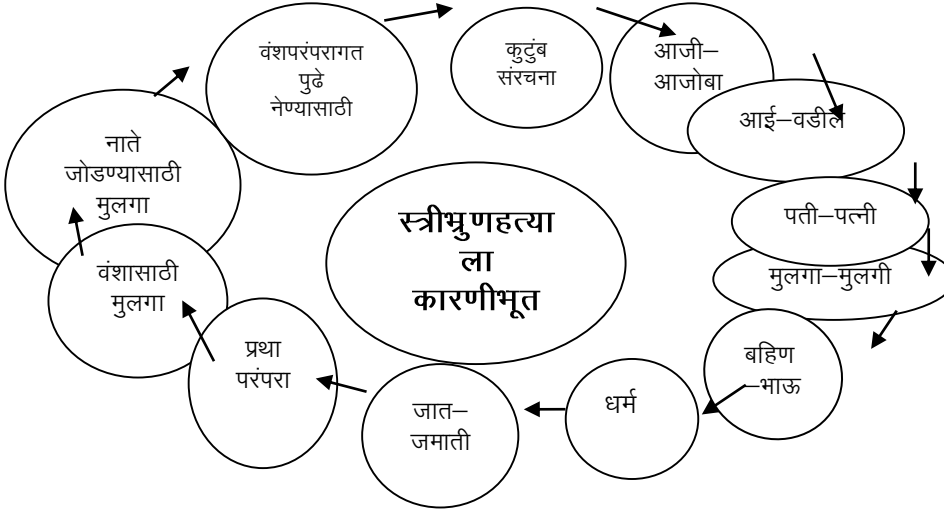 वंशपरंपरागत
पुढे
नेण्यासाठी
कुटुंब
संरचना
आजी–
आजोबा
आई–वडील
पती–पत्नी
मुलगा–मुलगी
बहिण
–भाऊ
धर्म
जात–
जमाती
प्रथा
परंपरा
वंशासाठी
मुलगा
नाते
जोडण्यासाठी
मुलगा
स्त्रीभ्रुणहत्या
ला
कारणीभूत